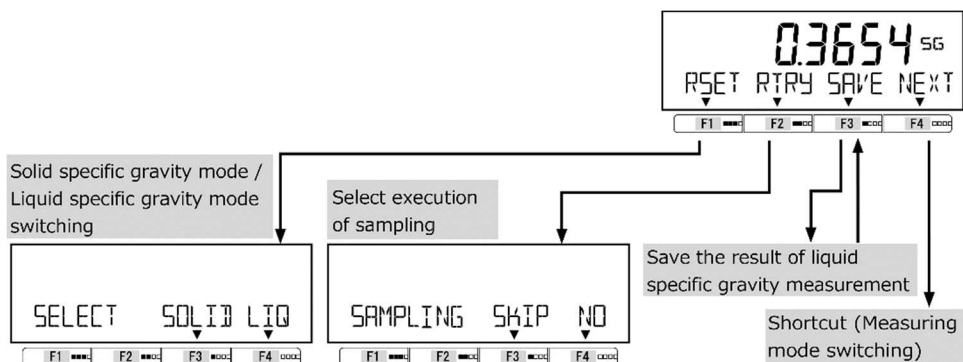 0.3654 SG
RSET RTRY SAVE NEXT
F1 F2 F3 F4
Solid specific gravity mode /
Liquid specific gravity mode
switching
Select execution
of sampling
Save the result of liquid
specific gravity measurement
Shortcut (Measuring
mode switching)
SELECT SOLID LIQ
F1 F2 F3 F4
SAMPLING SKIP NO
F1 F2 F3 F4